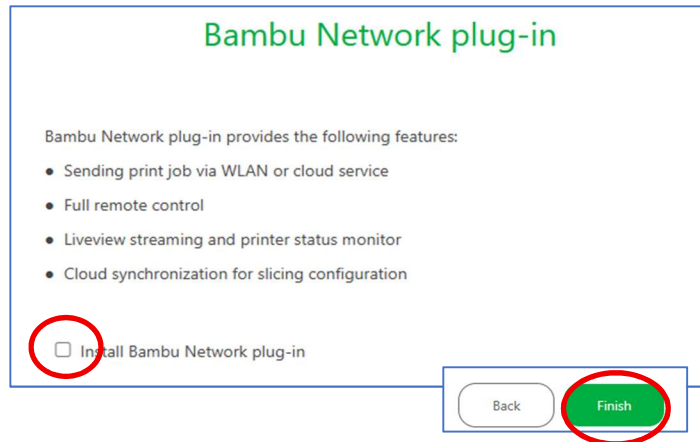 Bambu Network plug-in
Bambu Network plug-in provides the following features:
● Sending print job via WLAN or cloud service
● Full remote control
● Liveview streaming and printer status monitor
● Cloud synchronization for slicing configuration
Install Bambu Network plug-in
Back
Finish